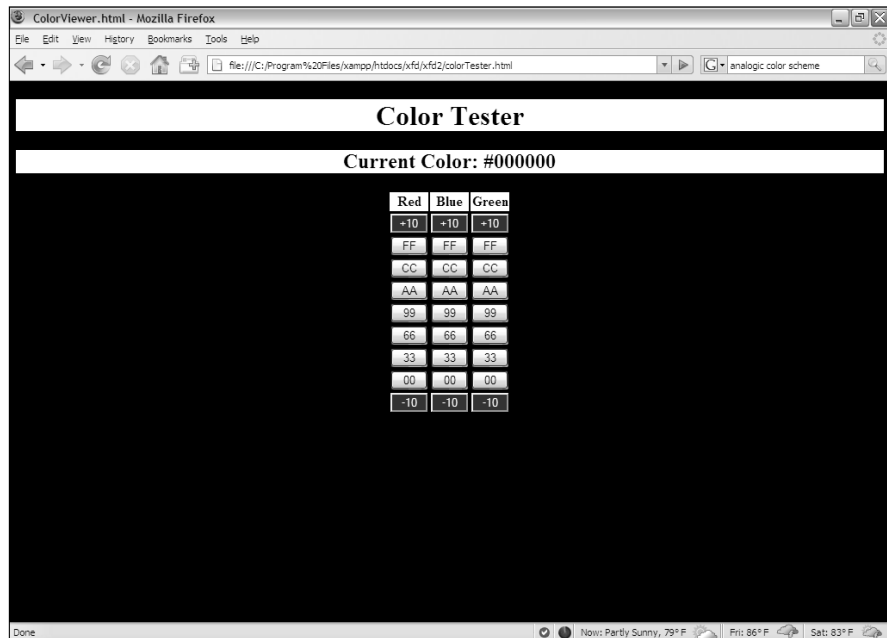 ColorViewer.html - Mozilla Firefox
File Edit View History Bookmarks Tools Help
file:///C:/Program%20Files/xampp/htdocs/xfd/xfd2/colorTester.html G analogic color scheme
Color Tester
Current Color: #000000
Red Blue Green
+10 +10 +10
FF FF FF
CC CC CC
AA AA AA
99 99 99
66 66 66
33 33 33
00 00 00
-10 -10 -10
Done Now: Partly Sunny, 79° F Fri: 86° F Sat: 83° F